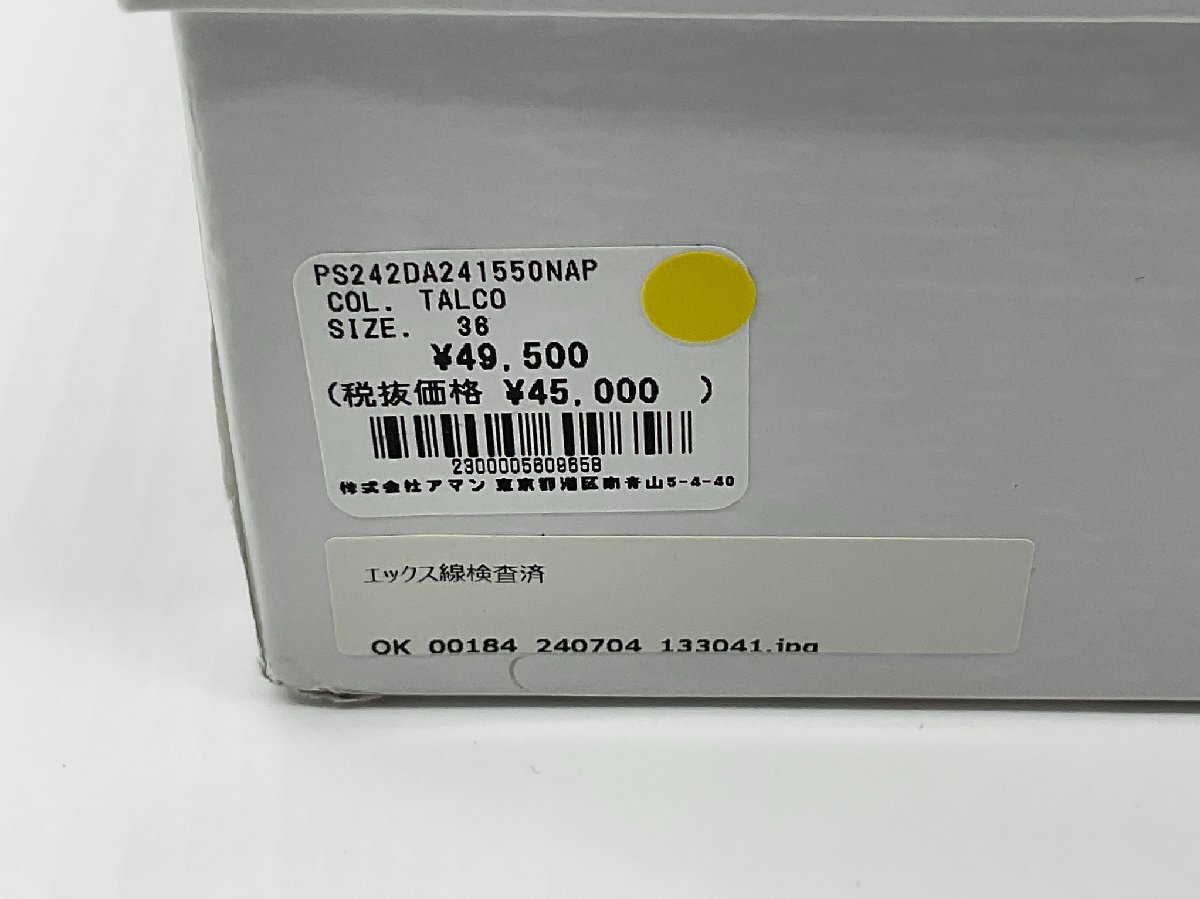 PS242DA241550NAP
COL. TALCO
SIZE. 36
¥49,500
(税抜価格 ¥45,000 )
2300005609658
株式会社アマン 東京都港区南青山5-4-40
エックス線検査済
OK 00184 240704 133041.jpg